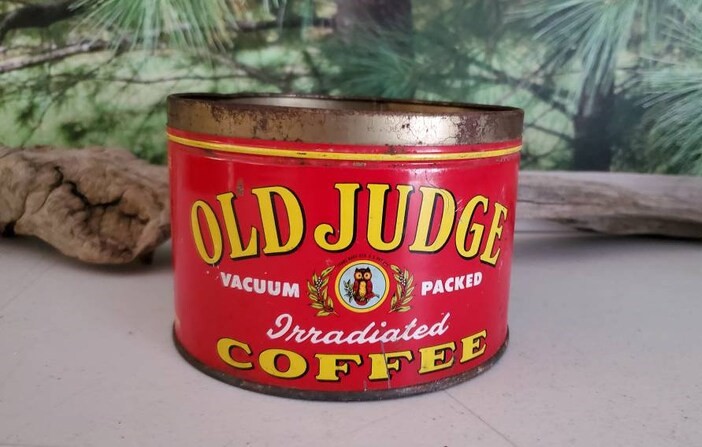 OLD JUDGE
VACUUM PACKED
Irradiated
COFFEE